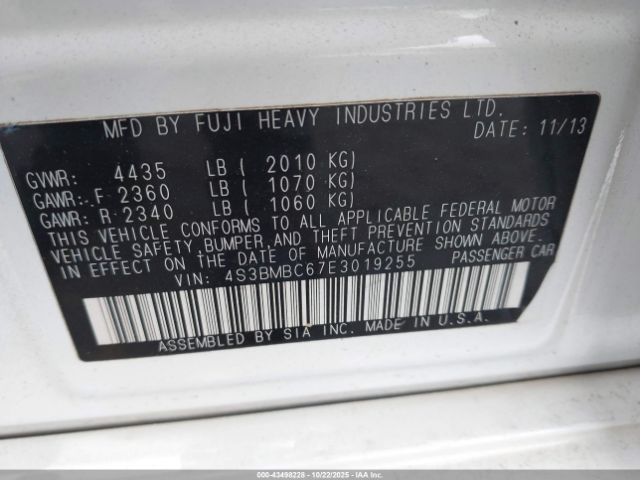 MFD BY FUJI HEAVY INDUSTRIES LTD.
DATE: 11/13
GVWR: 4435 LB ( 2010 KG)
GAWR: F 2360 LB ( 1070 KG)
GAWR: R 2340 LB ( 1060 KG)
THIS VEHICLE CONFORMS TO ALL APPLICABLE FEDERAL MOTOR
VEHICLE SAFETY, BUMPER, AND THEFT PREVENTION STANDARDS
IN EFFECT ON THE DATE OF MANUFACTURE SHOWN ABOVE.
VIN: 4S3BMBC67E3019255 PASSENGER CAR
ASSEMBLED BY SIA INC. MADE IN U.S.A.
000-43498228 - 10/22/2025 - IAAI.COM